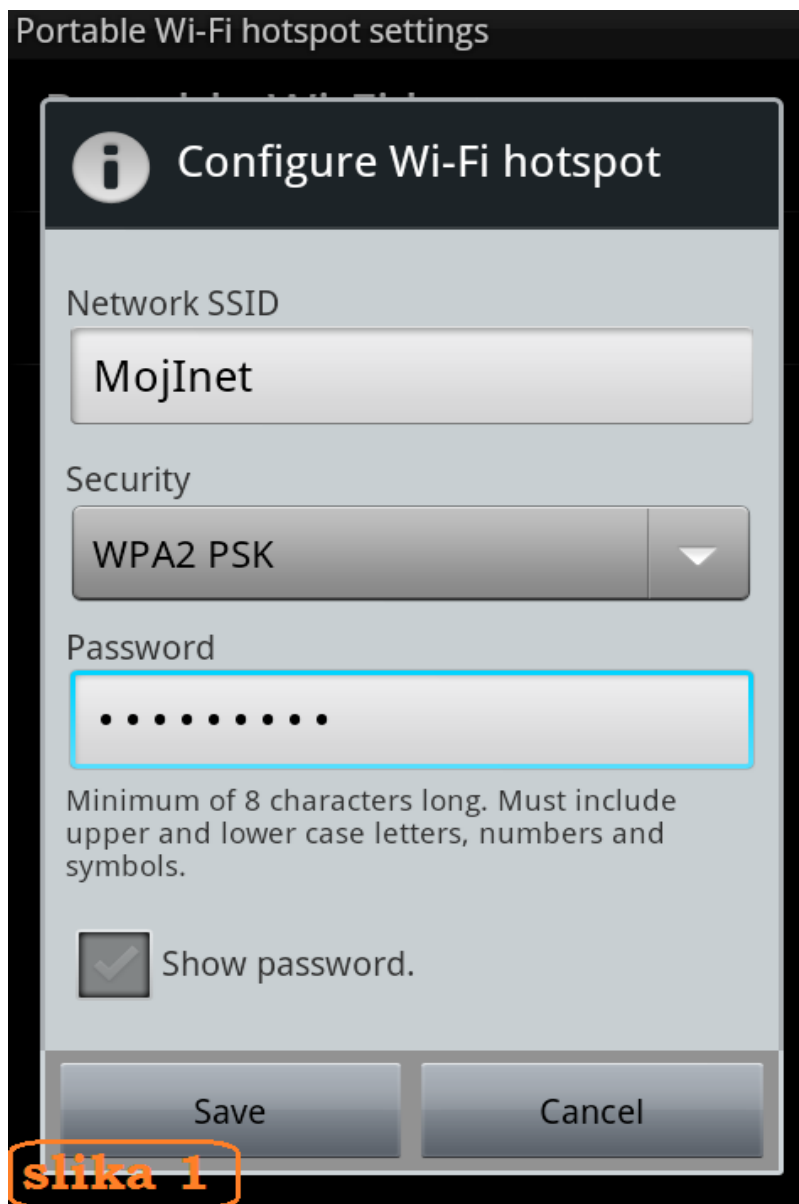 Portable Wi-Fi hotspot settings
Configure Wi-Fi hotspot
Network SSID
MojInet
Security
WPA2 PSK
Password
•••••••••
Minimum of 8 characters long. Must include
upper and lower case letters, numbers and
symbols.
Show password.
Save Cancel
slika 1